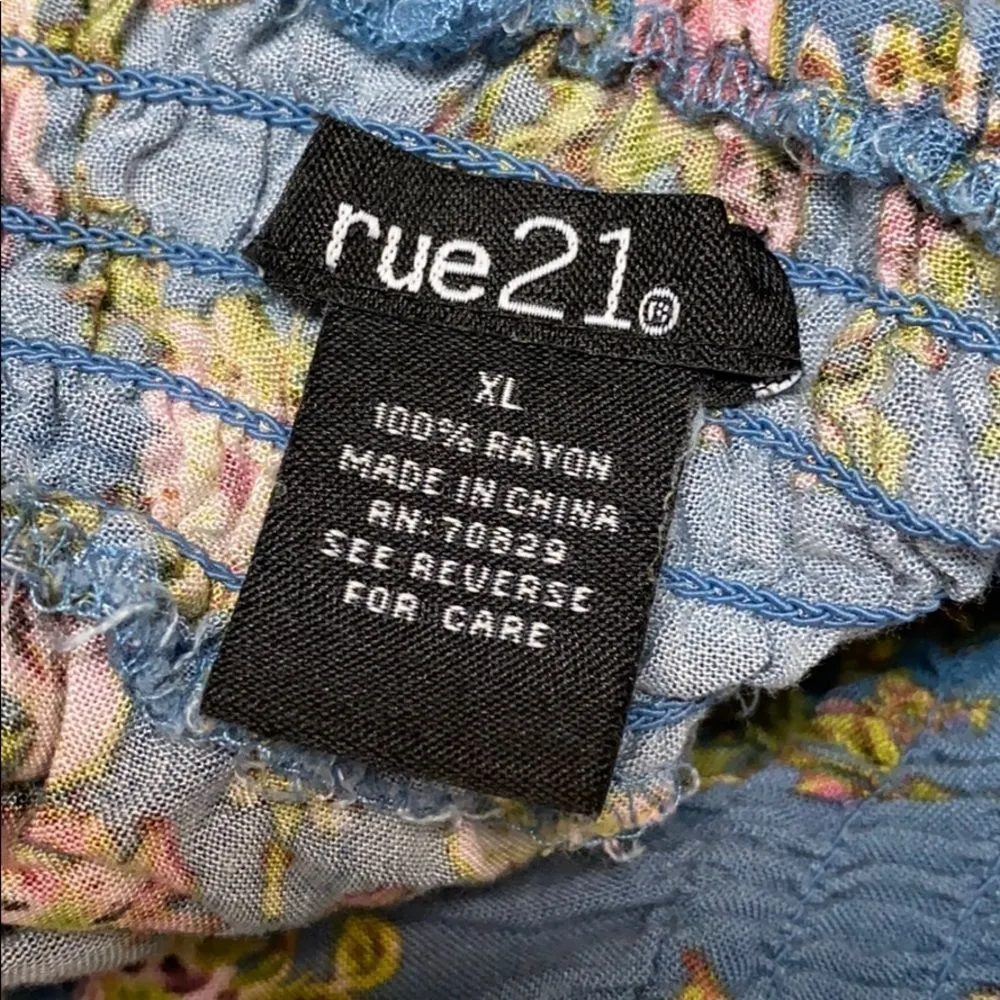 rue21®
XL
100% RAYON
MADE IN CHINA
RN: 70829
SEE REVERSE
FOR CARE